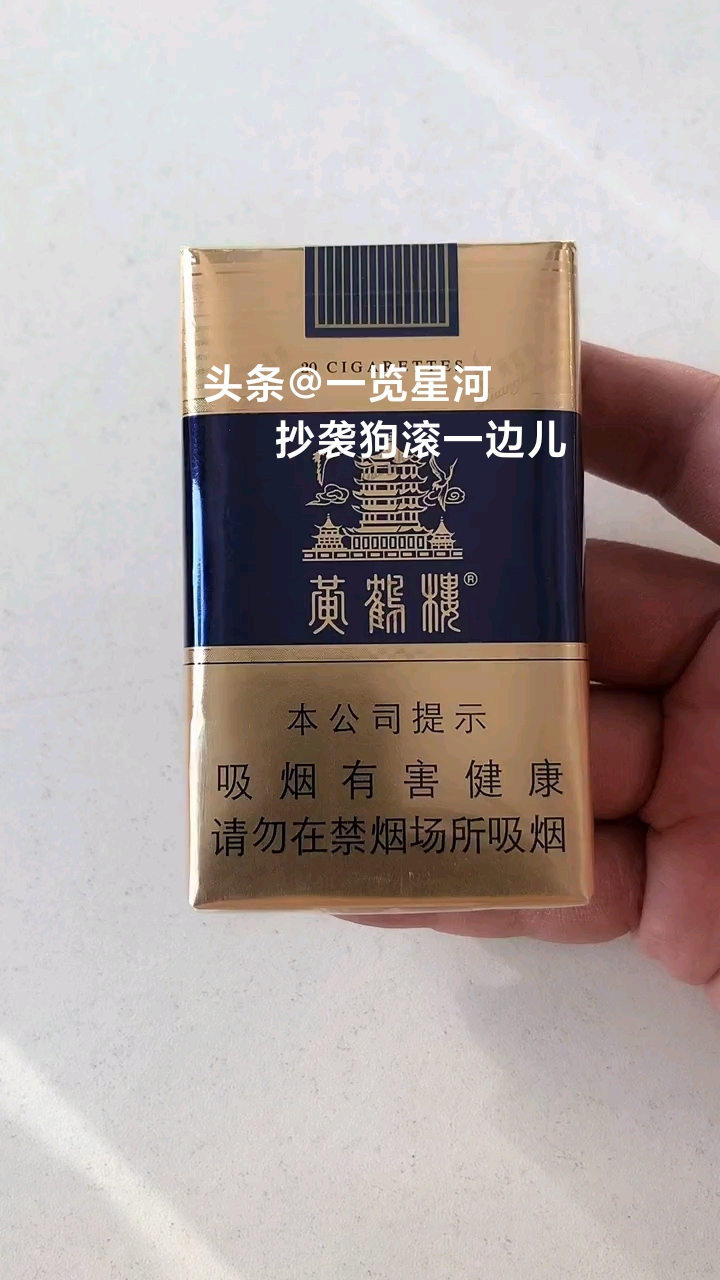 20 CIGARETTES
头条@一览星河
抄袭狗滚一边儿
黄鹤楼®
本公司提示
吸烟有害健康
请勿在禁烟场所吸烟